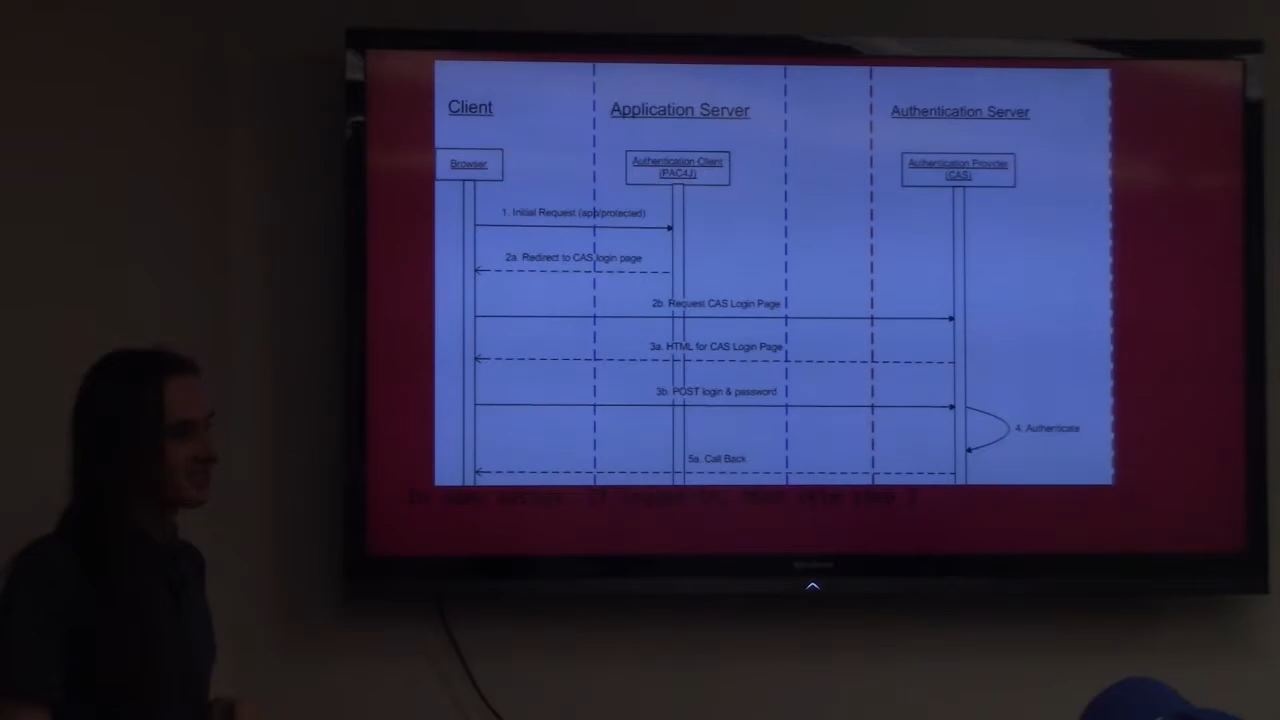 Client
Application Server
Authentication Server
Browser
Authentication Client
(PAC4J)
Authentication Provider
(CAS)
1. Initial Request (app/protected)
2a. Redirect to CAS login page
2b. Request CAS Login Page
3a. HTML for CAS Login Page
3b. POST login & password
4. Authenticate
5a. Call Back